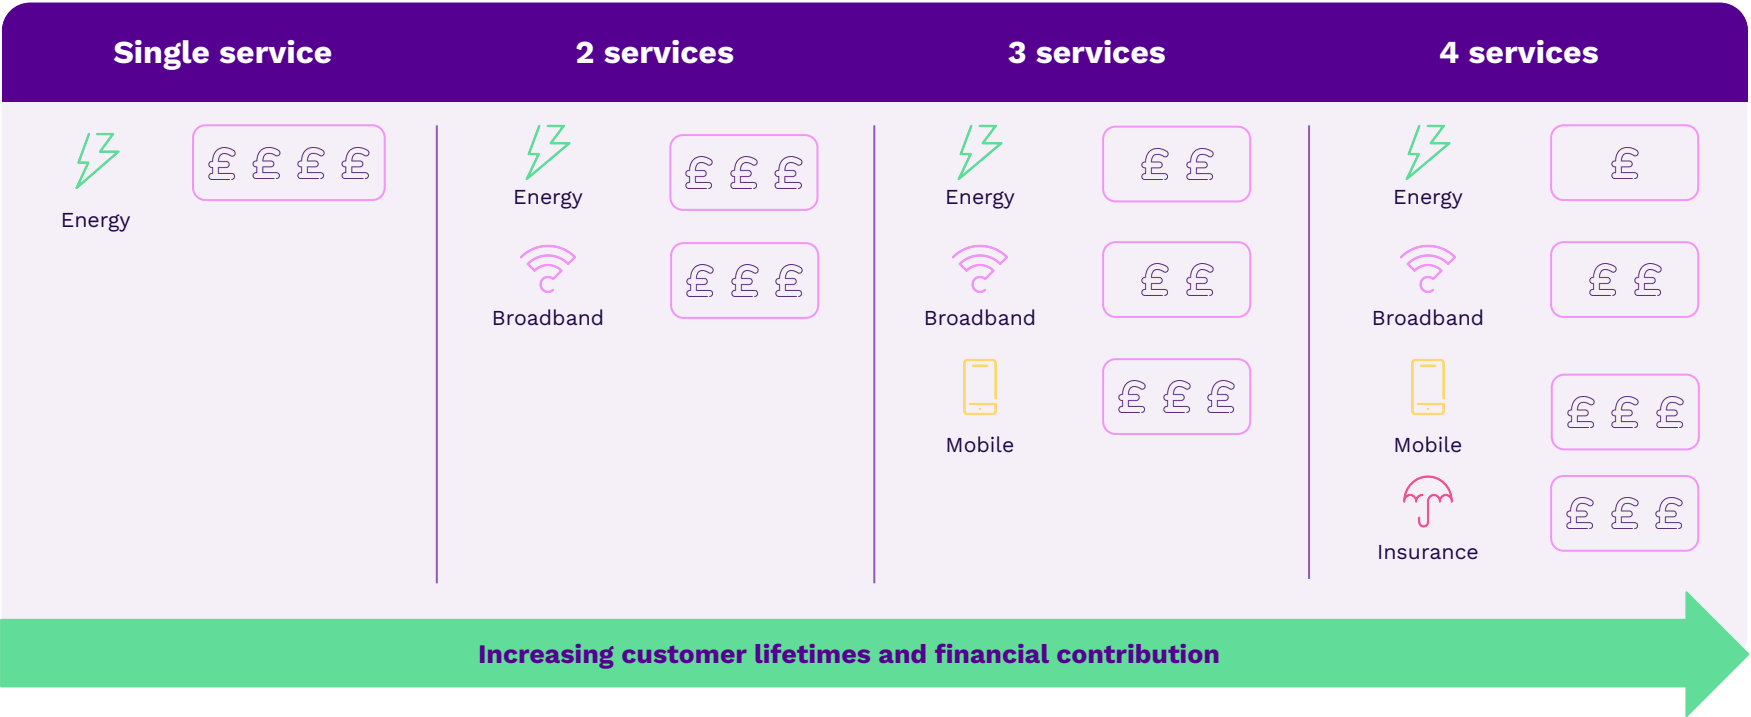 Single service
2 services
3 services
4 services
Energy
££££
Energy
£££
Broadband
£££
Energy
££
Broadband
££
Mobile
£££
Energy
£
Broadband
££
Mobile
£££
Insurance
£££
Increasing customer lifetimes and financial contribution